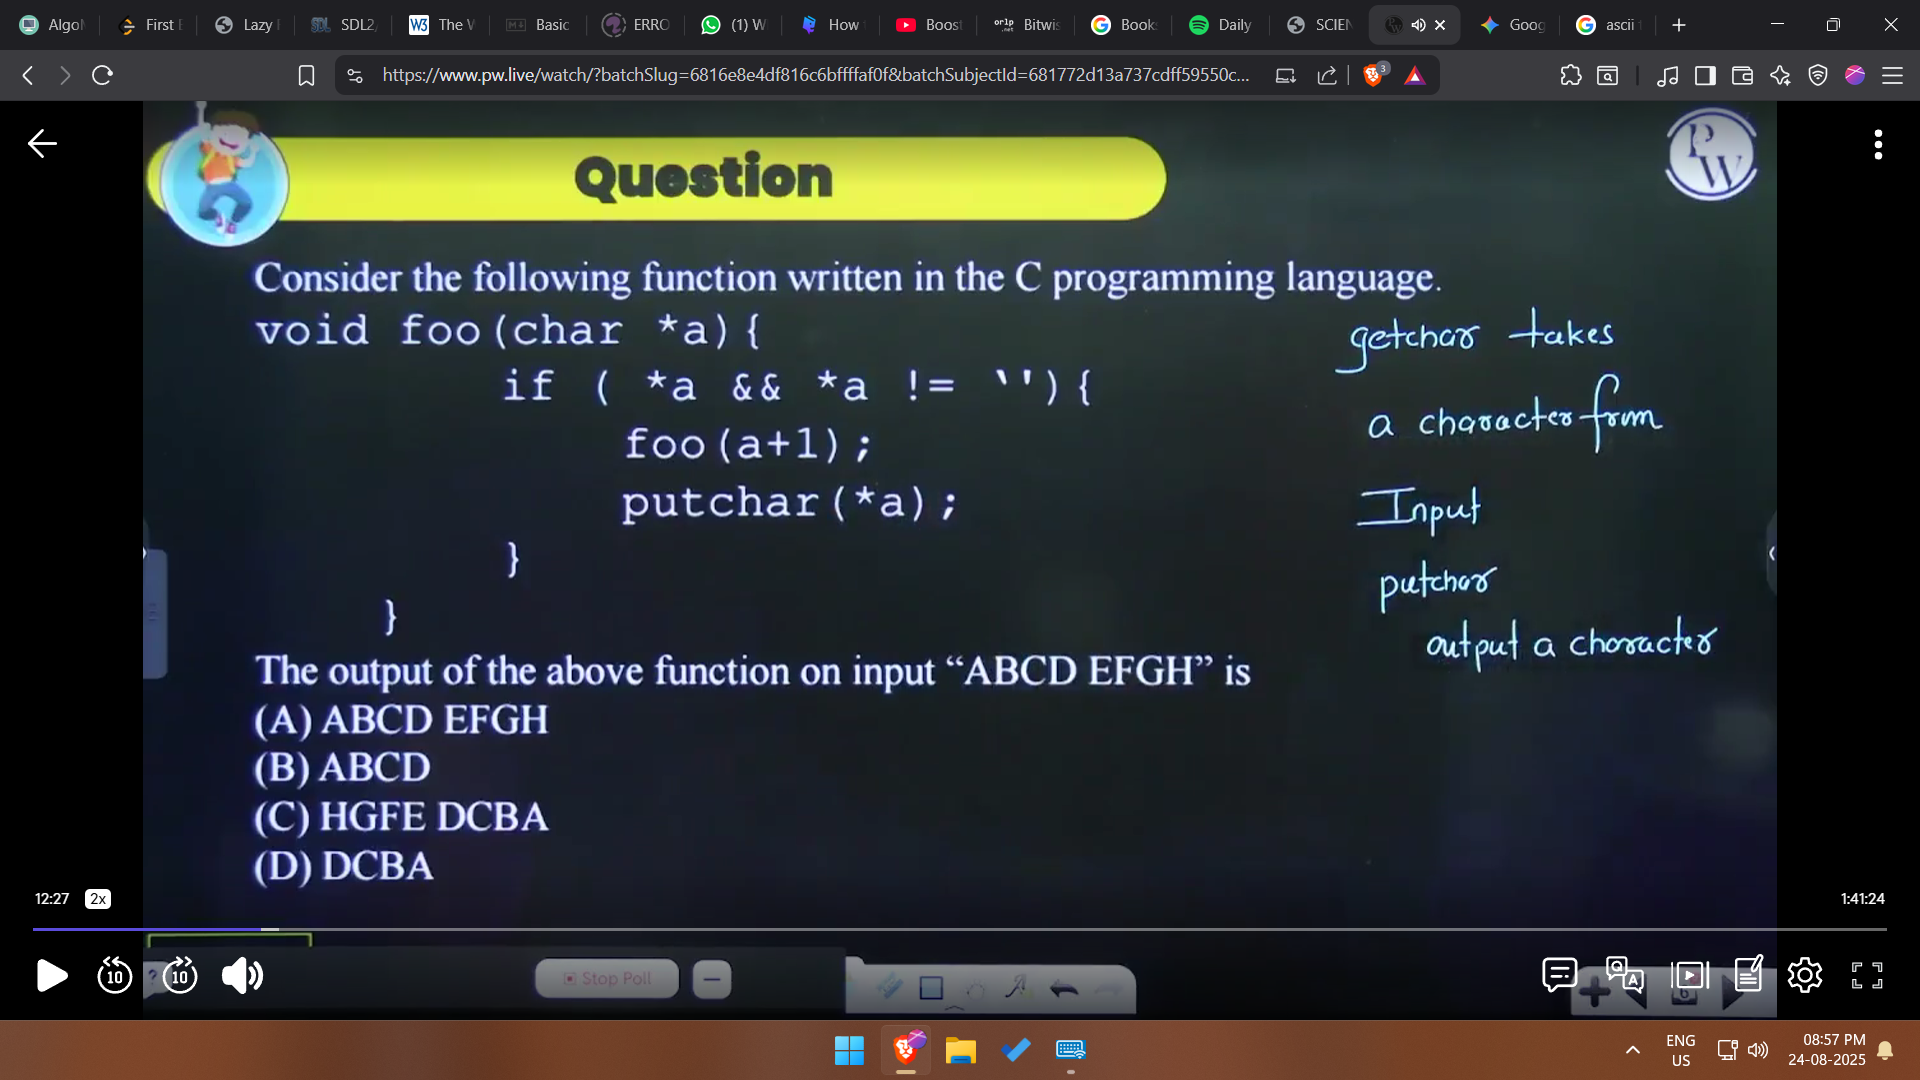 Algo
First
Lazy
SDL2
The
Basic
ERRO
(1) W
How
Boost
Bitwis
Book
Daily
SCIEN
Goog
ascii
https://www.pw.live/watch/?batchSlug=6816e8e4df816c6bffffaf0f&batchSubjectId=681772d13a737cdff59550c...
3
Question
PW
Consider the following function written in the C programming language.
void foo(char *a){
if ( *a && *a != ‵'){
foo(a+1);
putchar(*a);
}
}
getchar takes
a character from
Input
putchar
output a character
The output of the above function on input “ABCD EFGH” is
(A) ABCD EFGH
(B) ABCD
(C) HGFE DCBA
(D) DCBA
12:27 2x
1:41:24
10
10
Stop Poll
ENG
US
08:57 PM
24-08-2025